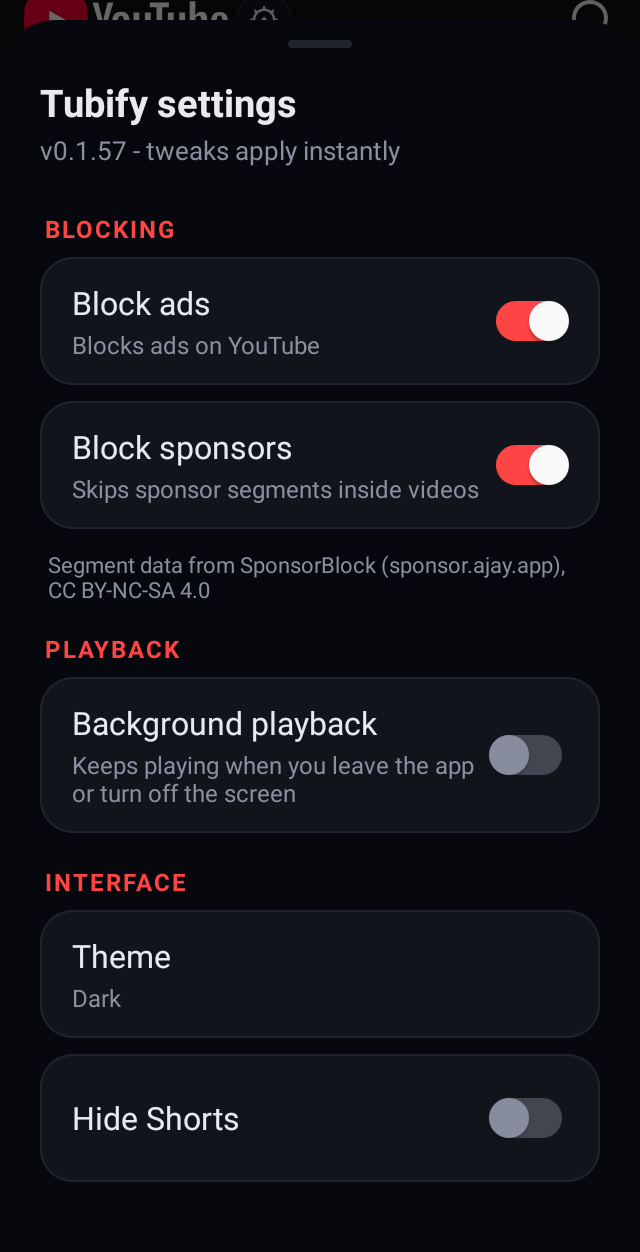 YouTube
Tubify settings
v0.1.57 - tweaks apply instantly
BLOCKING
Block ads
Blocks ads on YouTube
Block sponsors
Skips sponsor segments inside videos
Segment data from SponsorBlock (sponsor.ajay.app),
CC BY-NC-SA 4.0
PLAYBACK
Background playback
Keeps playing when you leave the app
or turn off the screen
INTERFACE
Theme
Dark
Hide Shorts